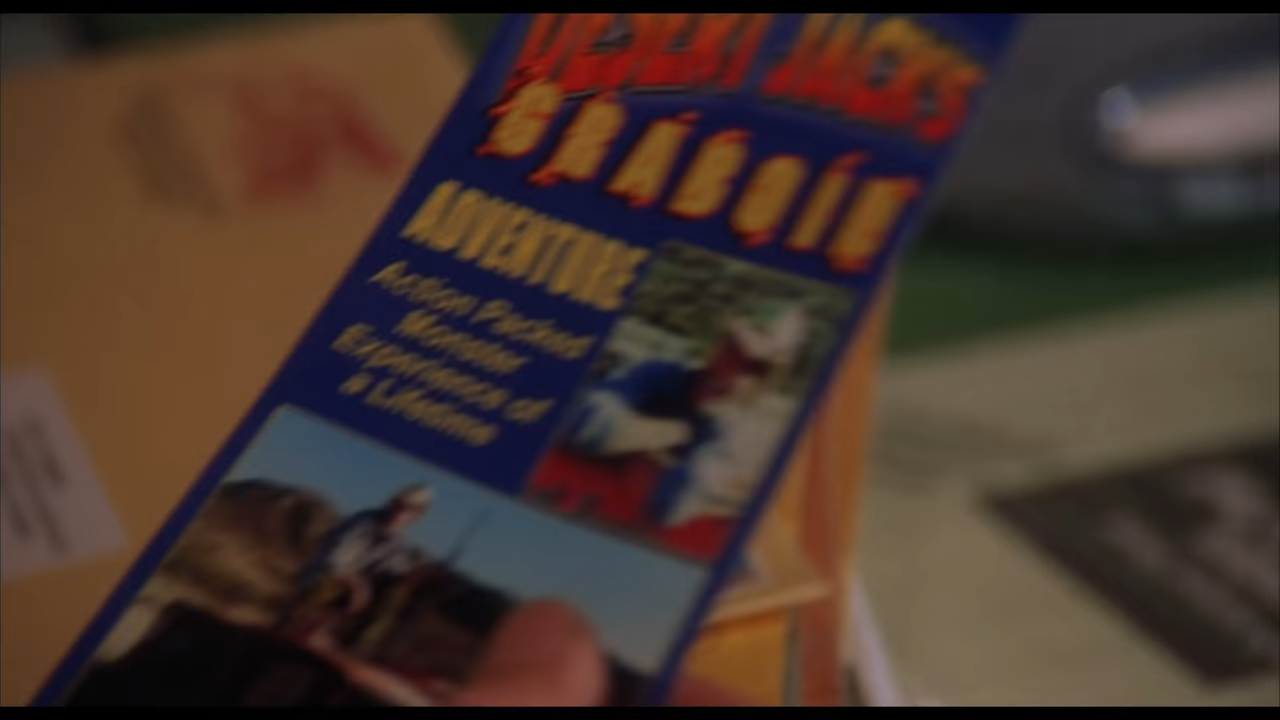 DESERT JACK'S
GRABOID
ADVENTURE
Action Packed
Monster
Experience of
a Lifetime